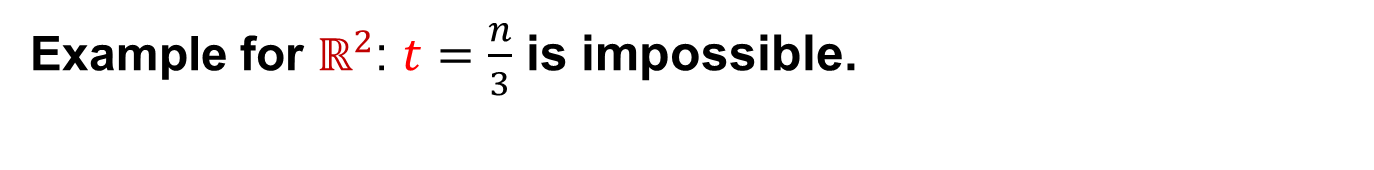 Example for ℝ²: t = n/3 is impossible.